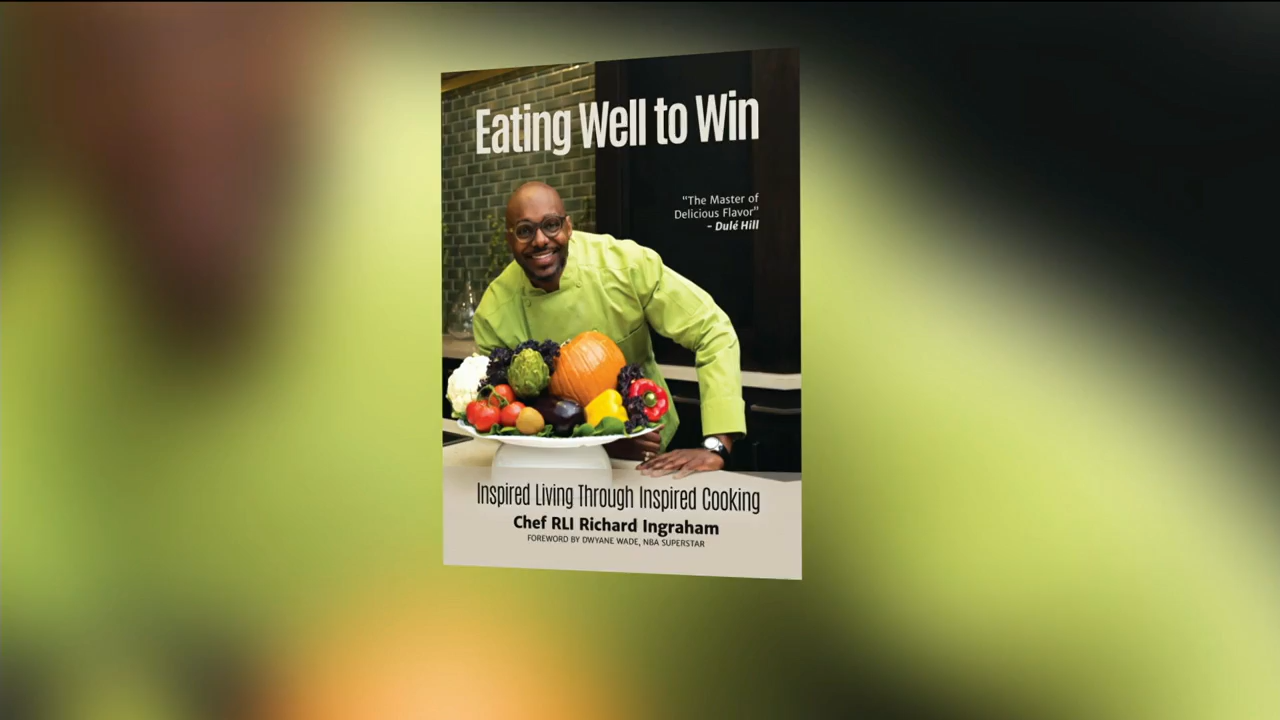 Eating Well to Win
"The Master of
Delicious Flavor"
– Dulé Hill
Inspired Living Through Inspired Cooking
Chef RLI Richard Ingraham
FOREWORD BY DWYANE WADE, NBA SUPERSTAR